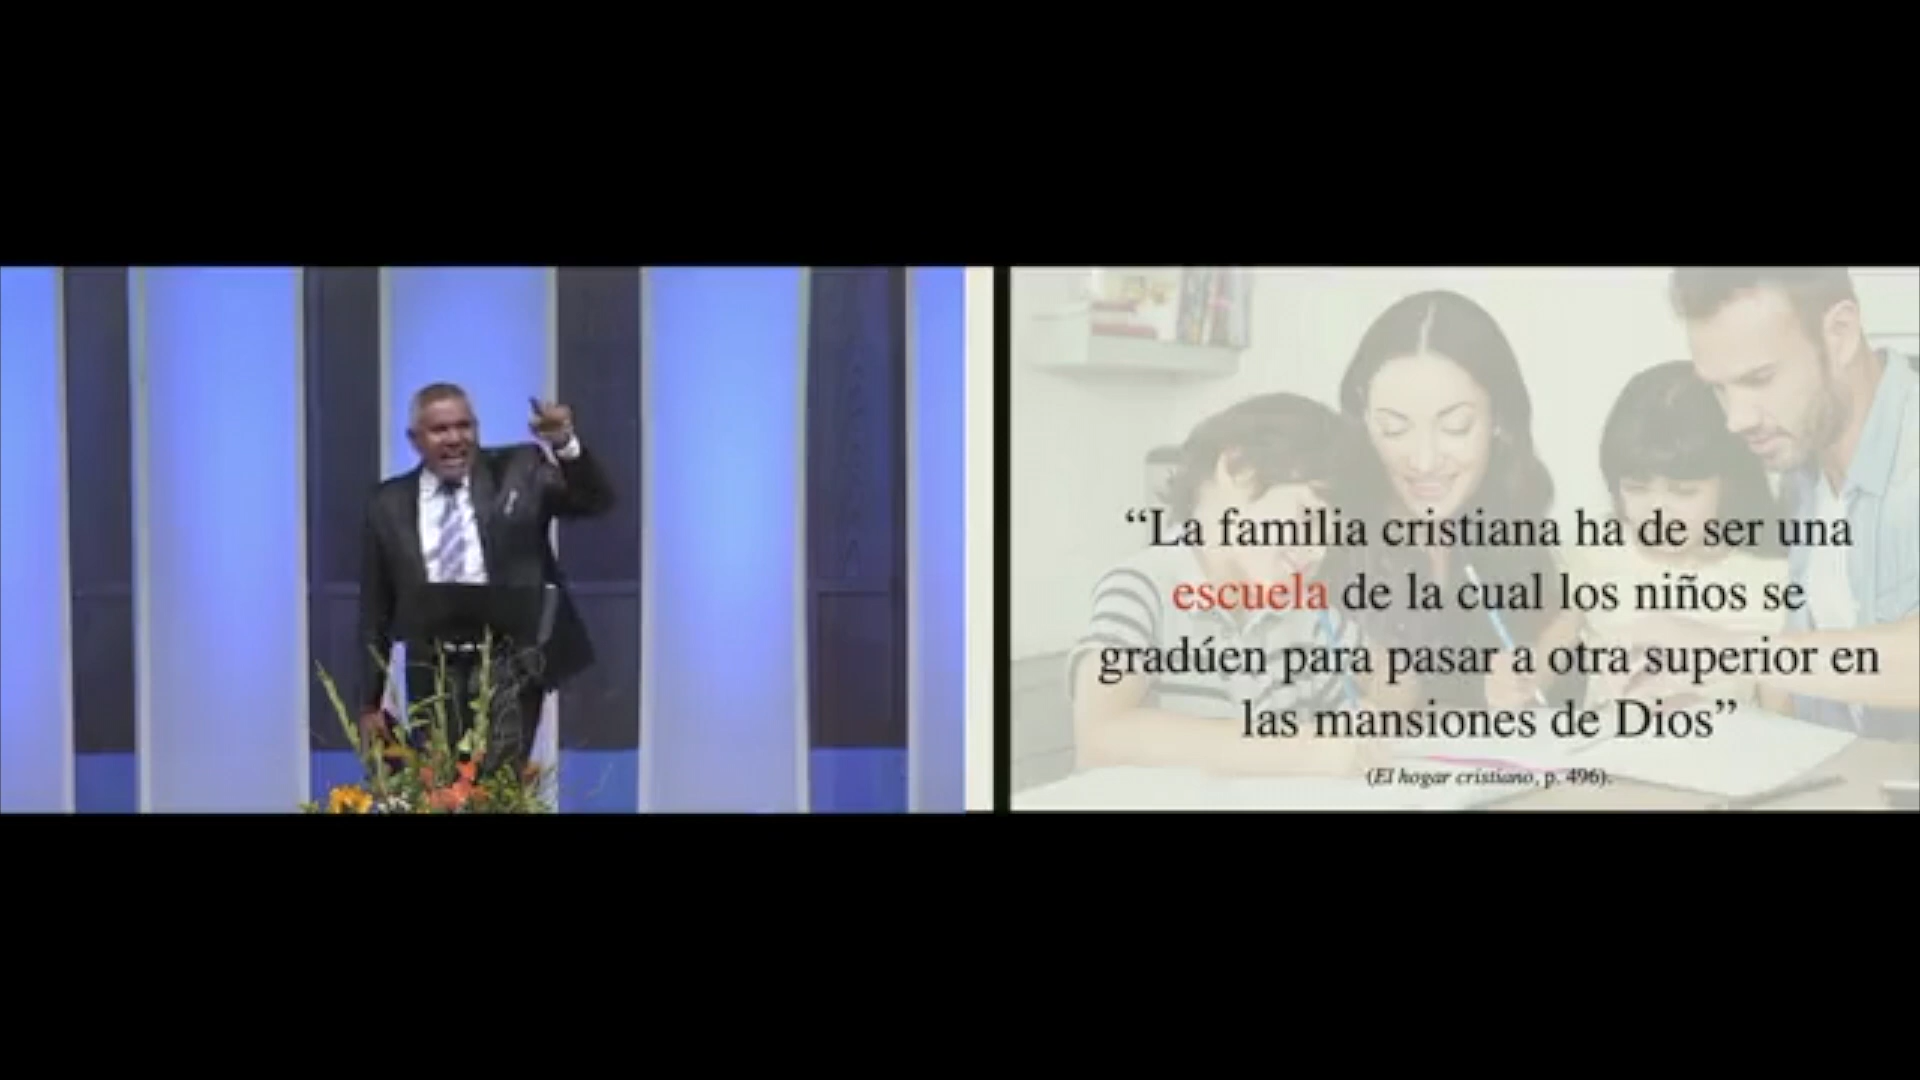 “La familia cristiana ha de ser una
escuela de la cual los niños se
gradúen para pasar a otra superior en
las mansiones de Dios”
(El hogar cristiano, p. 496).